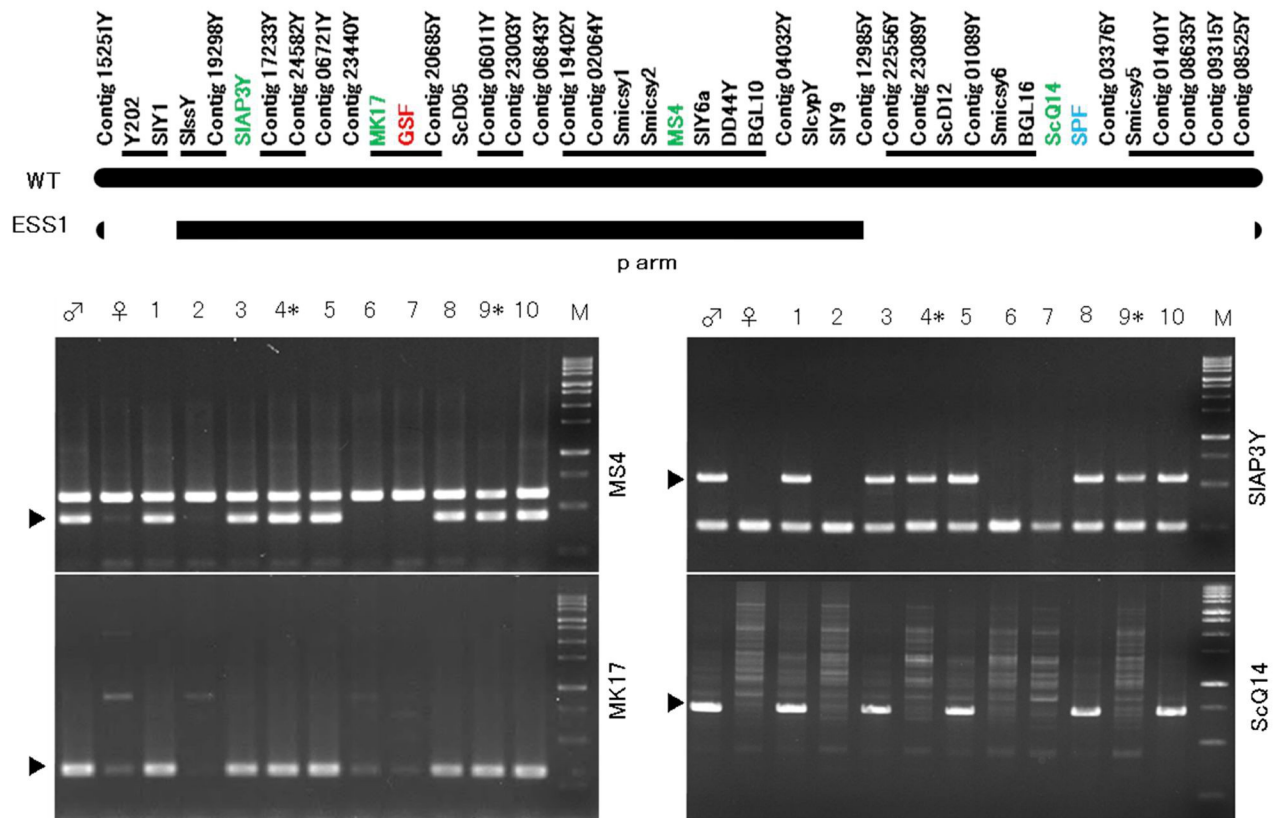 Contig 15251Y
Y202
SlY1
SlssY
Contig 19298Y
SlAP3Y
Contig 17233Y
Contig 24582Y
Contig 06721Y
Contig 23440Y
MK17
GSF
Contig 20685Y
ScD05
Contig 06011Y
Contig 23003Y
Contig 06843Y
Contig 19402Y
Contig 02064Y
Smicsy1
Smicsy2
MS4
SlY6a
DD44Y
BGL10
Contig 04032Y
SlcypY
SlY9
Contig 12985Y
Contig 22556Y
Contig 23089Y
ScD12
Contig 01089Y
Smicsy6
BGL16
ScQ14
SPF
Contig 03376Y
Smicsy5
Contig 01401Y
Contig 08635Y
Contig 09315Y
Contig 08525Y
WT
ESS1
p arm
♂ ♀ 1 2 3 4* 5 6 7 8 9* 10 M
MS4
MK17
♂ ♀ 1 2 3 4* 5 6 7 8 9* 10 M
SlAP3Y
ScQ14